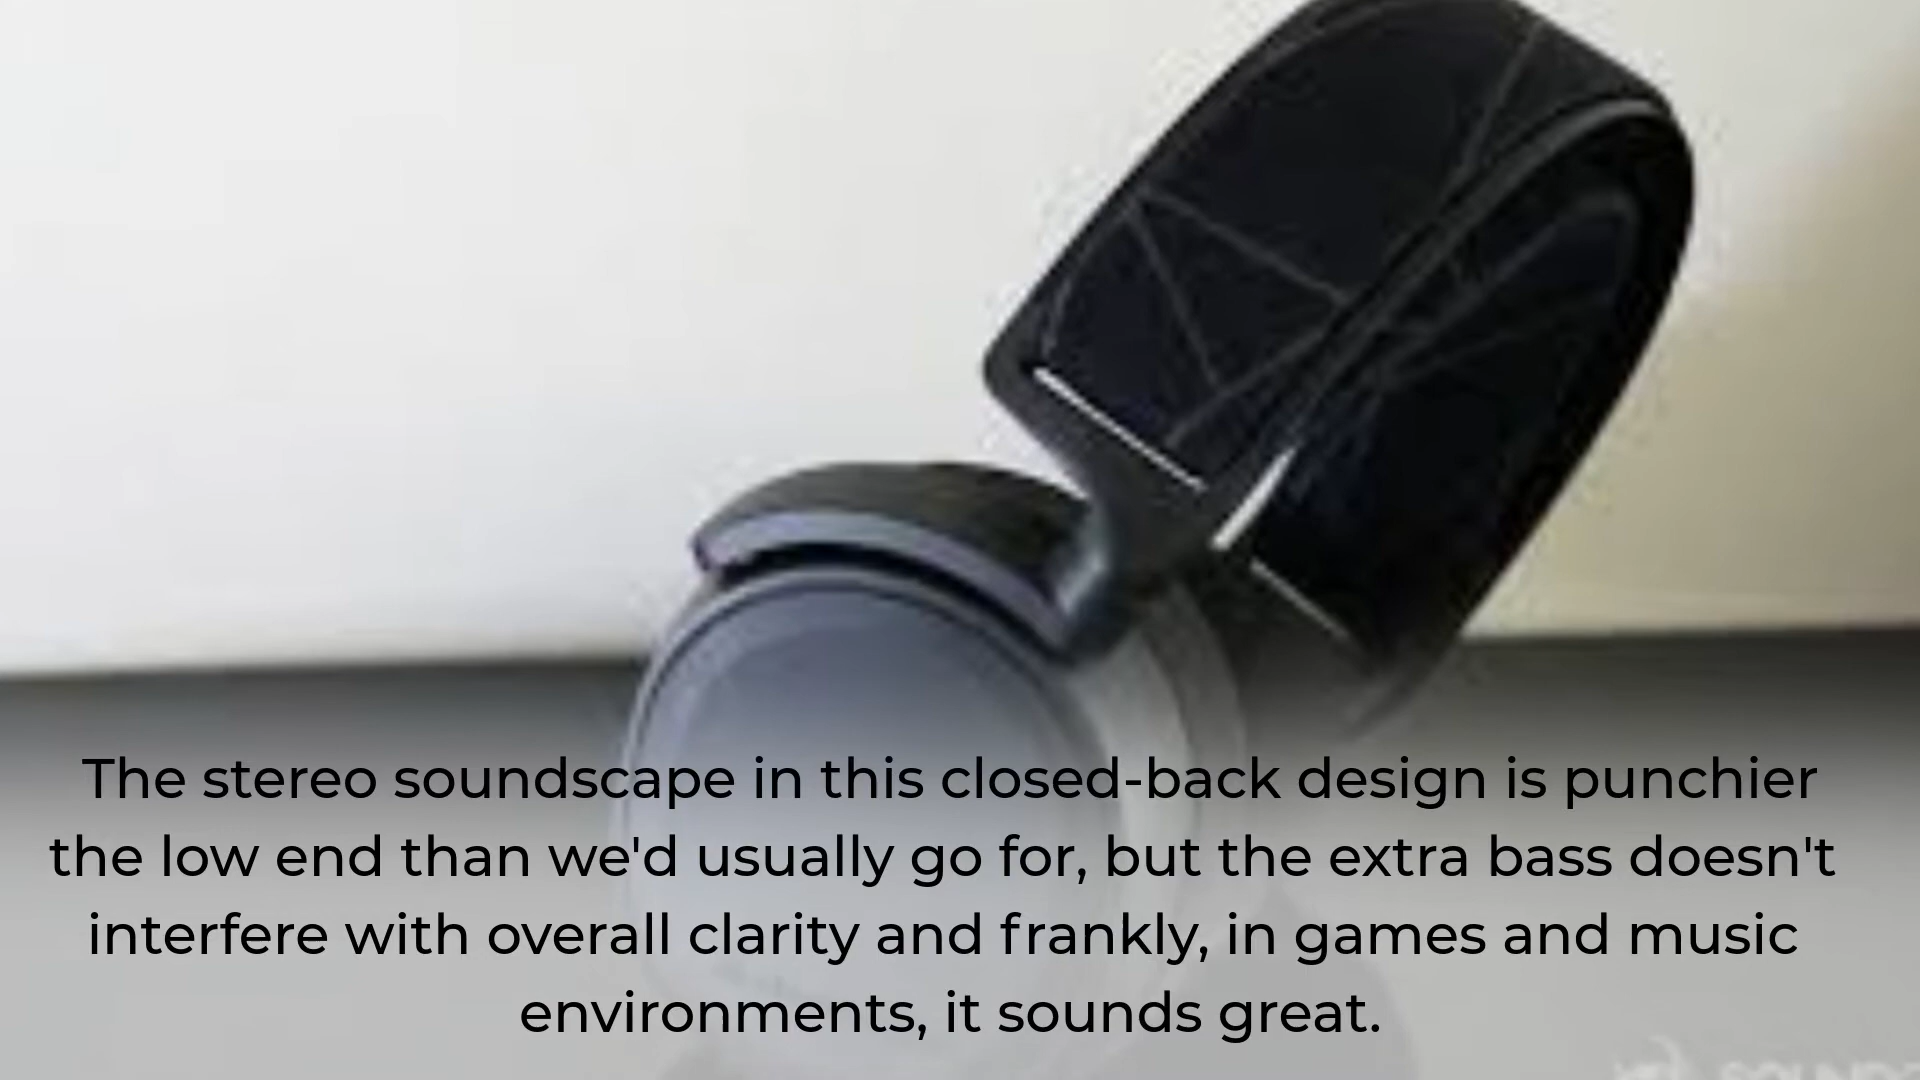 The stereo soundscape in this closed-back design is punchier
the low end than we'd usually go for, but the extra bass doesn't
interfere with overall clarity and frankly, in games and music
environments, it sounds great.